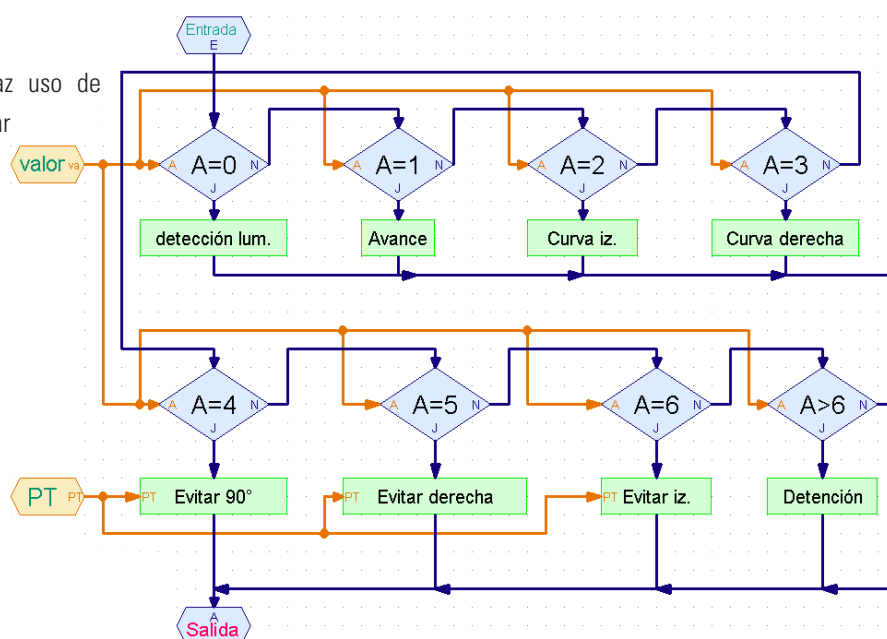 Entrada
E
az uso de
ar
valor va
A A=0 N
J
A A=1 N
J
A A=2 N
J
A A=3 N
J
detección lum.
Avance
Curva iz.
Curva derecha
A A=4 N
J
A A=5 N
J
A A=6 N
J
A A>6 N
J
PT PT
PT Evitar 90°
PT Evitar derecha
PT Evitar iz.
Detención
A
Salida